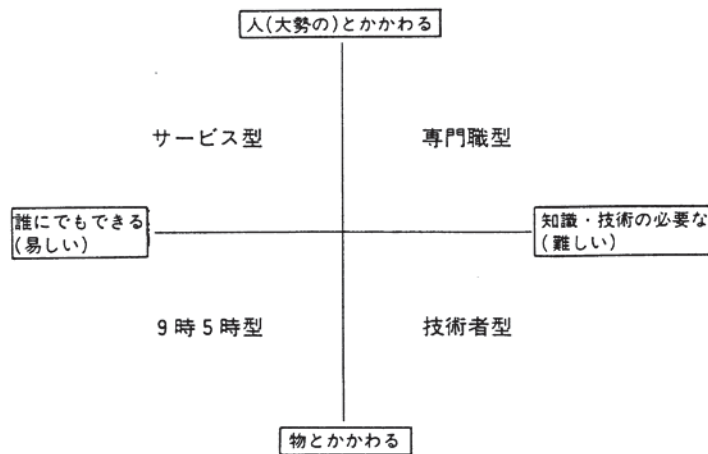 人(大勢の)とかかわる
サービス型
専門職型
誰にでもできる
(易しい)
知識・技術の必要な
(難しい)
9時5時型
技術者型
物とかかわる